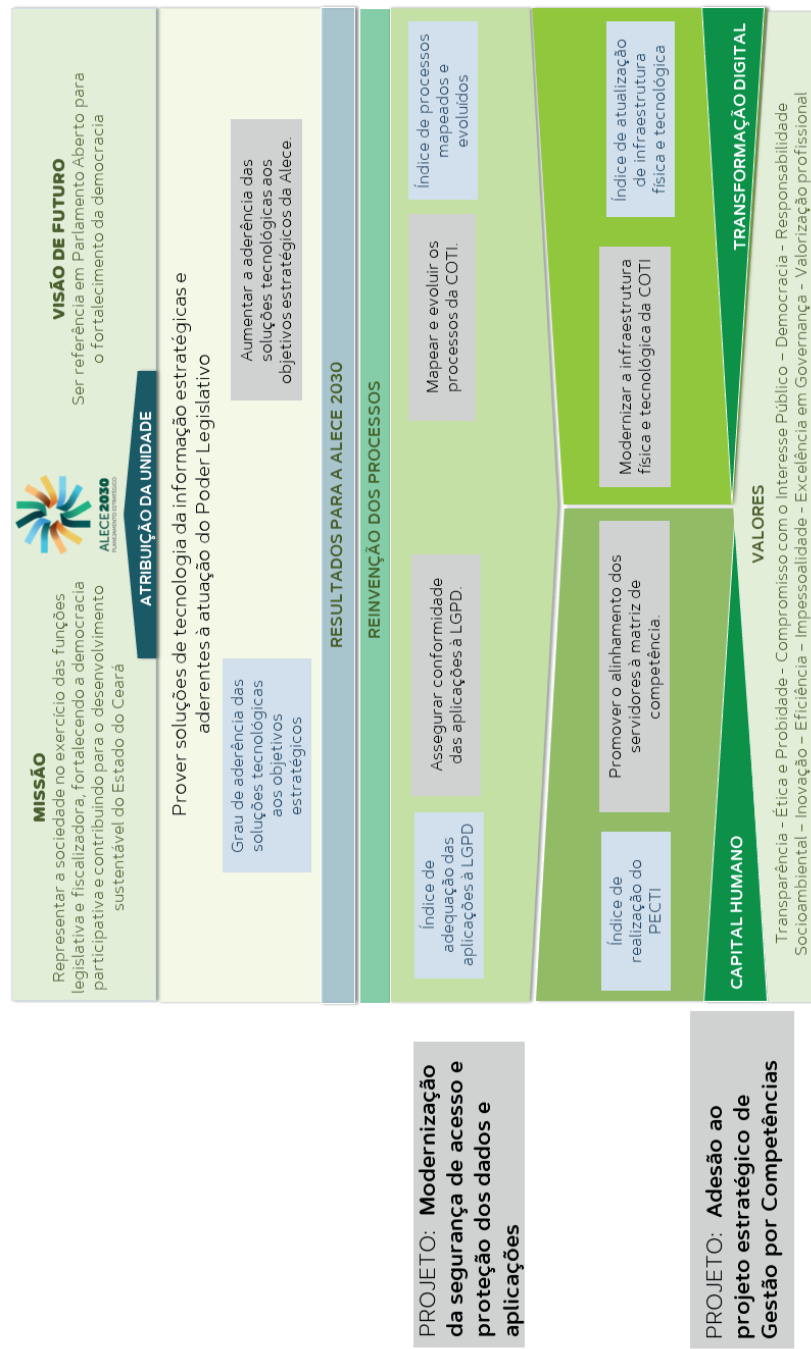 MISSÃO
Representar a sociedade no exercício das funções
legislativa e fiscalizadora, fortalecendo a democracia
participativa e contribuindo para o desenvolvimento
sustentável do Estado do Ceará
ALECE2030
PLANEJAMENTO ESTRATÉGICO
VISÃO DE FUTURO
Ser referência em Parlamento Aberto para
o fortalecimento da democracia
ATRIBUIÇÃO DA UNIDADE
Prover soluções de tecnologia da informação estratégicas e
aderentes à atuação do Poder Legislativo
Grau de aderência das
soluções tecnológicas
aos objetivos
estratégicos
Aumentar a aderência das
soluções tecnológicas aos
objetivos estratégicos da Alece.
RESULTADOS PARA A ALECE 2030
REINVENÇÃO DOS PROCESSOS
PROJETO: Modernização
da segurança de acesso e
proteção dos dados e
aplicações
Índice de
adequação das
aplicações à LGPD
Assegurar conformidade
das aplicações à LGPD.
Mapear e evoluir os
processos da COTI.
Índice de processos
mapeados e
evoluídos
Índice de
realização do
PECTI
Promover o alinhamento dos
servidores à matriz de
competência.
Modernizar a infraestrutura
física e tecnológica da COTI
Índice de atualização
de infraestrutura
física e tecnológica
PROJETO: Adesão ao
projeto estratégico de
Gestão por Competências
CAPITAL HUMANO
TRANSFORMAÇÃO DIGITAL
VALORES
Transparência - Ética e Probidade - Compromisso com o Interesse Público – Democracia - Responsabilidade
Socioambiental – Inovação – Eficiência – Impessoalidade - Excelência em Governança - Valorização profissional